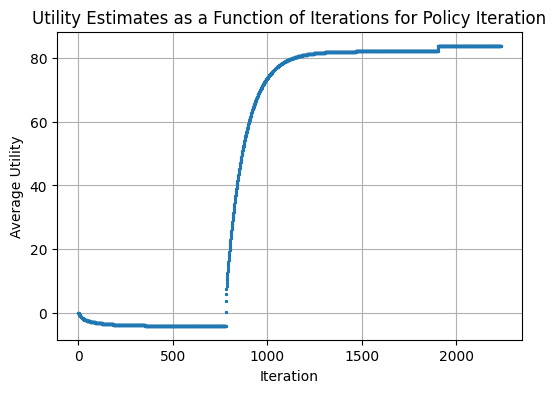 Utility Estimates as a Function of Iterations for Policy Iteration
80
60
40
20
0
Average Utility
0 500 1000 1500 2000
Iteration